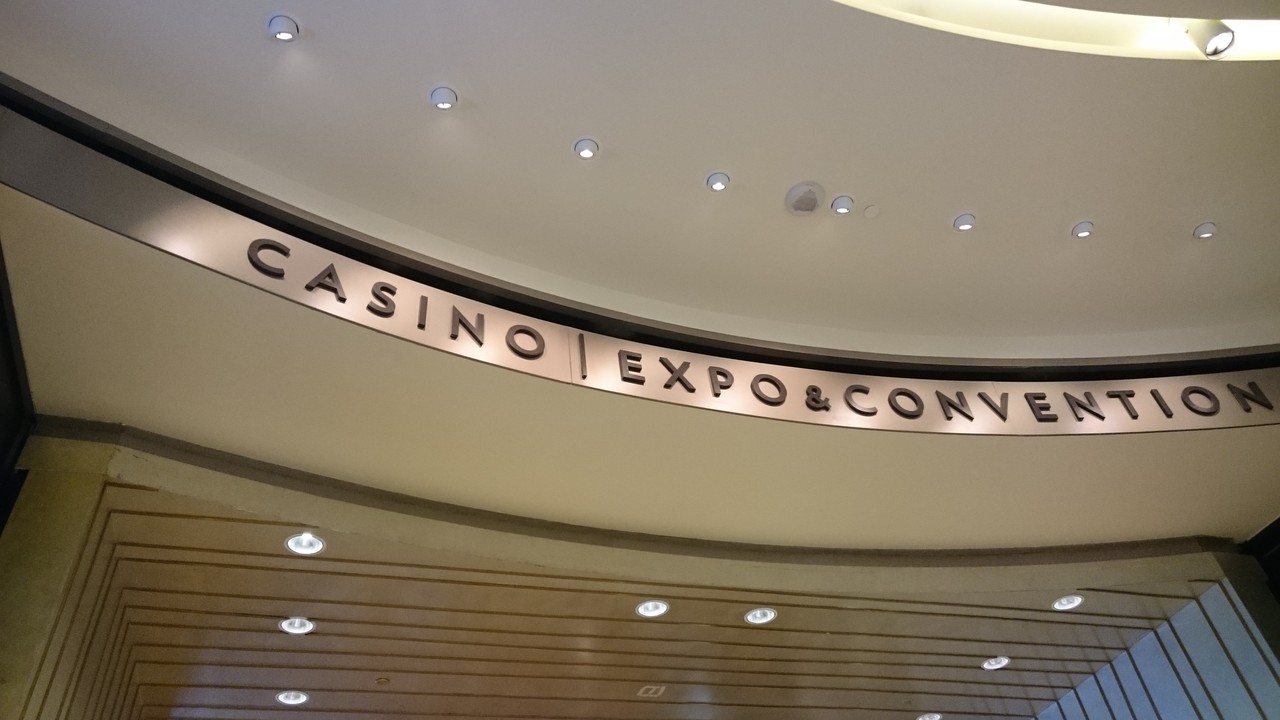 CASINO | EXPO & CONVENTION